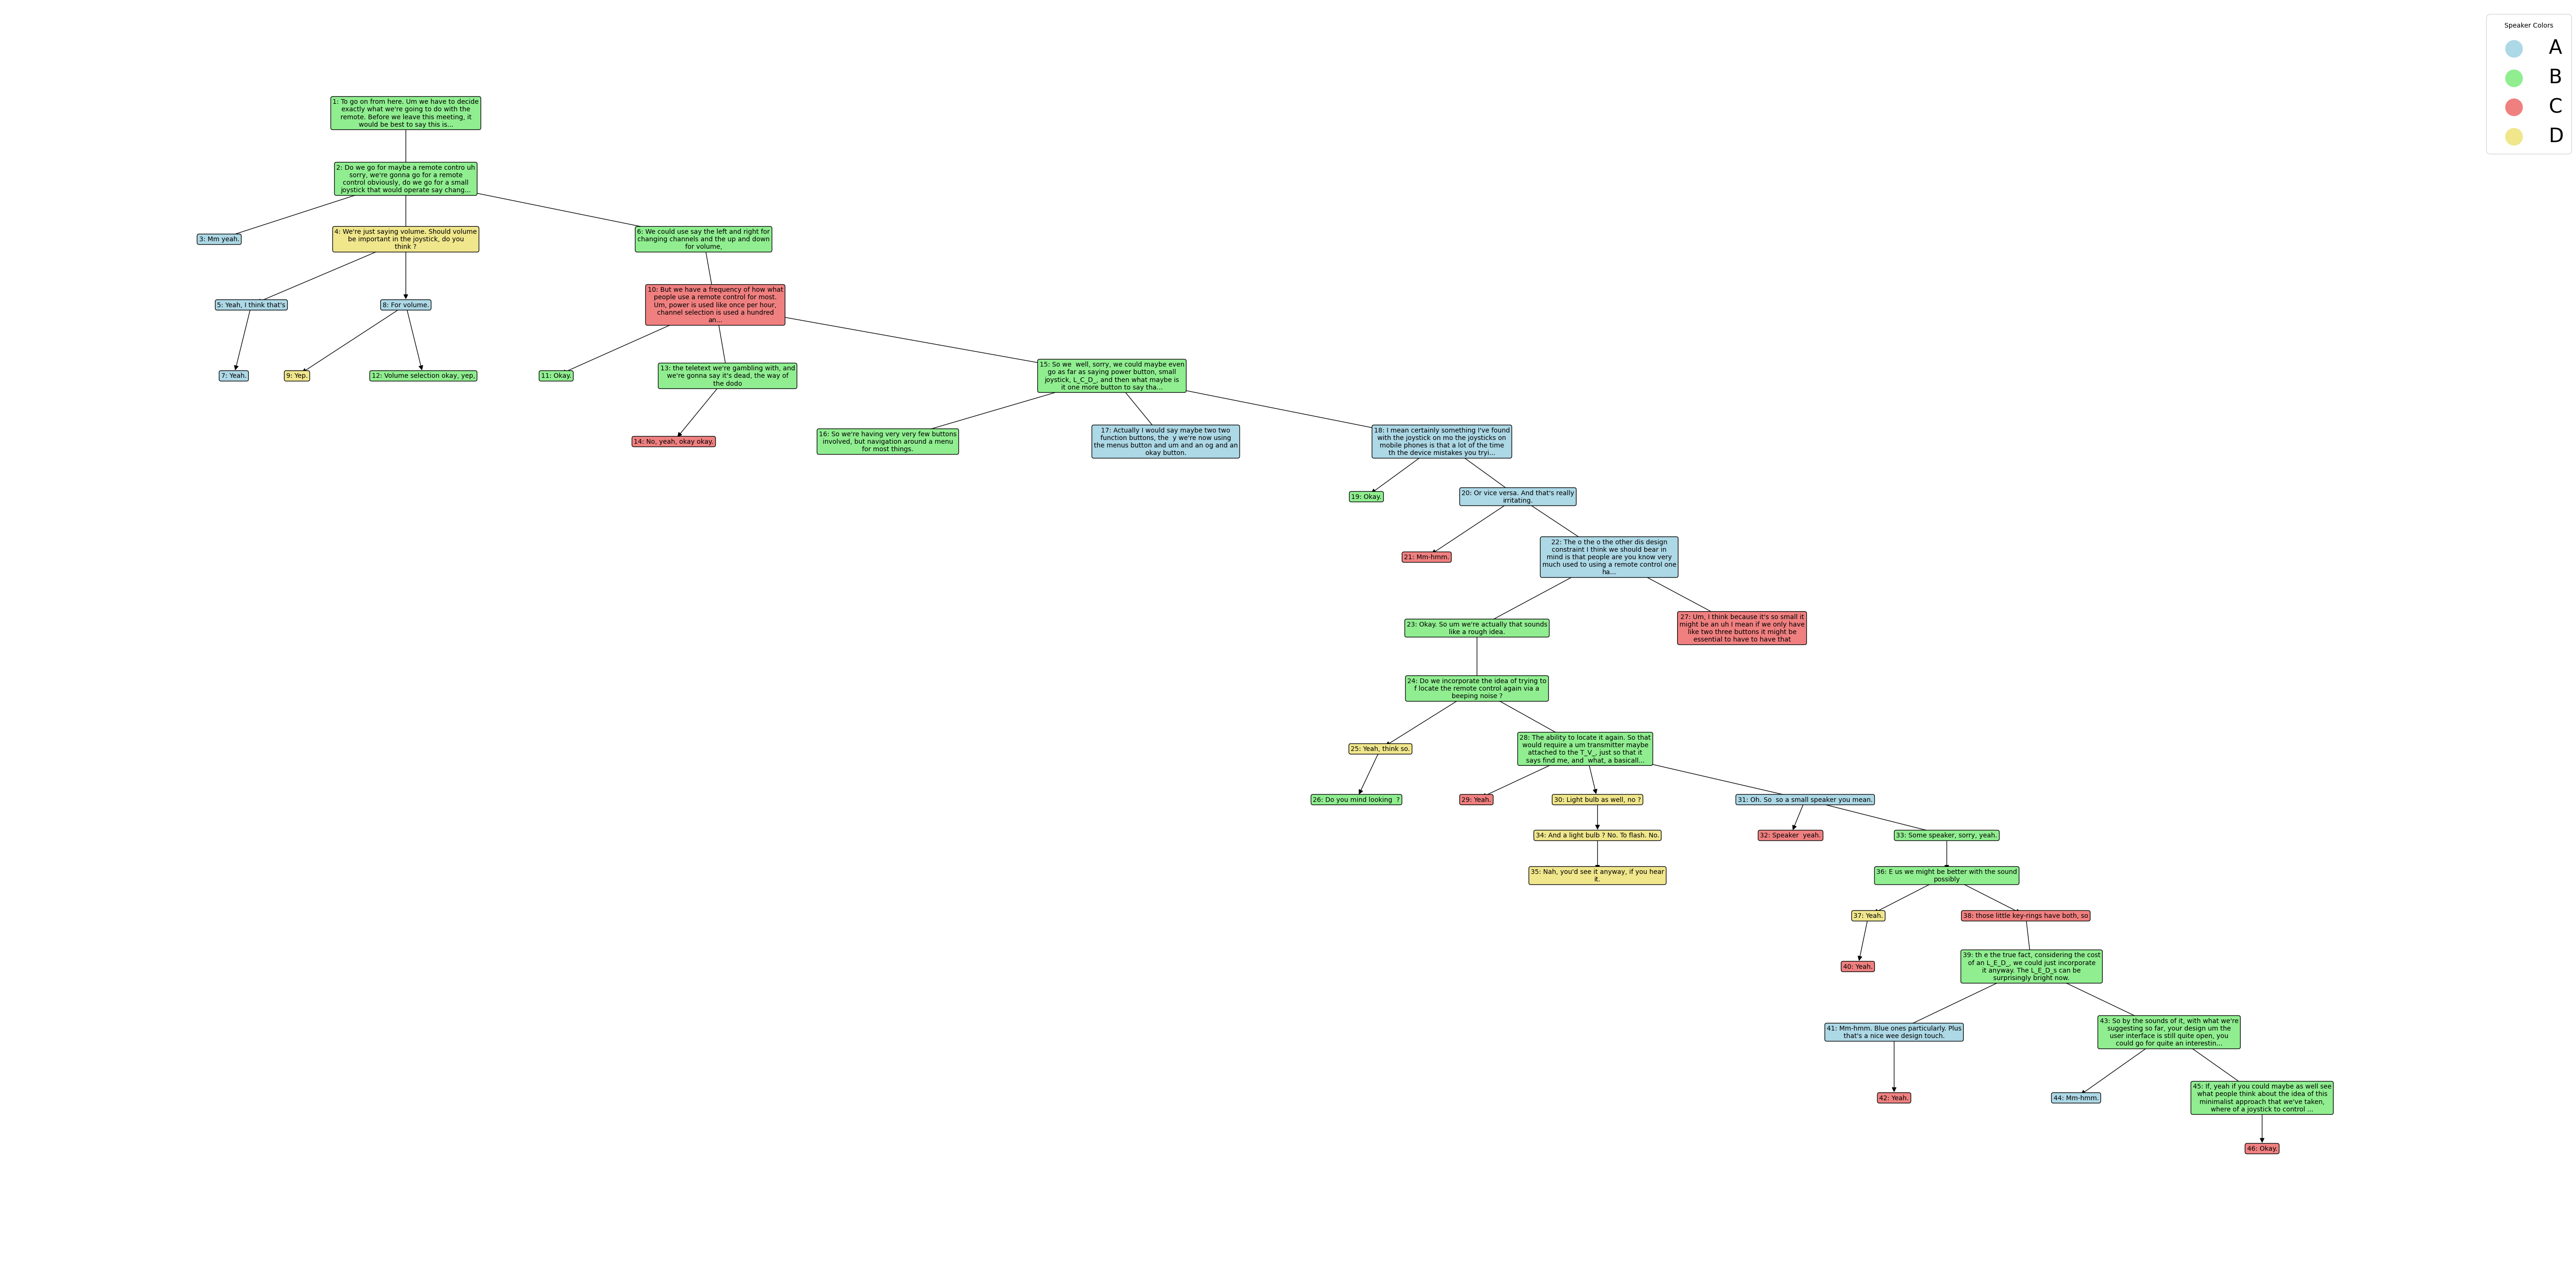 Speaker Colors
A
B
C
D
1: To go on from here. Um we have to decide
exactly what we're going to do with the
remote. Before we leave this meeting, it
would be best to say this is...
2: Do we go for maybe a remote contro uh
sorry, we're gonna go for a remote
control obviously, do we go for a small
joystick that would operate say chang...
3: Mm yeah.
4: We're just saying volume. Should volume
be important in the joystick, do you
think ?
6: We could use say the left and right for
changing channels and the up and down
for volume,
5: Yeah, I think that's
8: For volume.
10: But we have a frequency of how what
people use a remote control for most.
Um, power is used like once per hour,
channel selection is used a hundred
an...
7: Yeah.
9: Yep.
12: Volume selection okay, yep,
11: Okay.
13: the teletext we're gambling with, and
we're gonna say it's dead, the way of
the dodo
15: So we  well, sorry, we could maybe even
go as far as saying power button, small
joystick, L_C_D_, and then what maybe is
it one more button to say tha...
14: No, yeah, okay okay.
16: So we're having very very few buttons
involved, but navigation around a menu
for most things.
17: Actually I would say maybe two two
function buttons, the  y we're now using
the menus button and um and an og and an
okay button.
18: I mean certainly something I've found
with the joystick on mo the joysticks on
mobile phones is that a lot of the time
th the device mistakes you tryi...
19: Okay.
20: Or vice versa. And that's really
irritating.
21: Mm-hmm.
22: The o the o the other dis design
constraint I think we should bear in
mind is that people are you know very
much used to using a remote control one
ha...
23: Okay. So um we're actually that sounds
like a rough idea.
27: Um, I think because it's so small it
might be an uh I mean if we only have
like two three buttons it might be
essential to have to have that
24: Do we incorporate the idea of trying to
f locate the remote control again via a
beeping noise ?
25: Yeah, think so.
28: The ability to locate it again. So that
would require a um transmitter maybe
attached to the T_V_, just so that it
says find me, and  what, a basicall...
26: Do you mind looking  ?
29: Yeah.
30: Light bulb as well, no ?
31: Oh. So  so a small speaker you mean.
34: And a light bulb ? No. To flash. No.
32: Speaker  yeah.
33: Some speaker, sorry, yeah.
35: Nah, you'd see it anyway, if you hear
it.
36: E us we might be better with the sound
possibly
37: Yeah.
38: those little key-rings have both, so
40: Yeah.
39: th e the true fact, considering the cost
of an L_E_D_, we could just incorporate
it anyway. The L_E_D_s can be
surprisingly bright now.
41: Mm-hmm. Blue ones particularly. Plus
that's a nice wee design touch.
43: So by the sounds of it, with what we're
suggesting so far, your design um the
user interface is still quite open, you
could go for quite an interestin...
42: Yeah.
44: Mm-hmm.
45: If, yeah if you could maybe as well see
what people think about the idea of this
minimalist approach that we've taken,
where of a joystick to control ...
46: Okay.